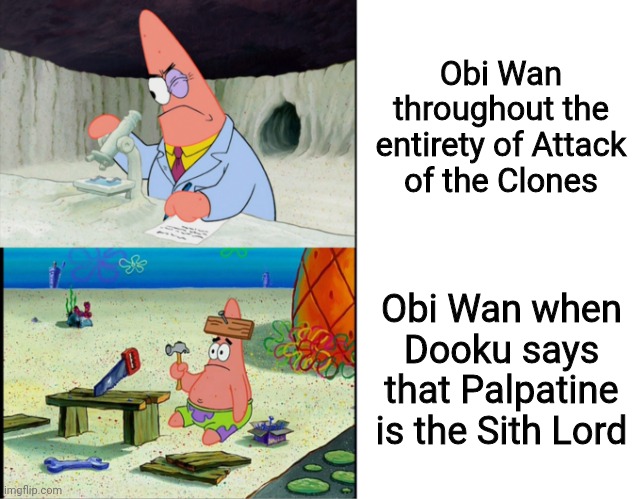 Obi Wan
throughout the
entirety of Attack
of the Clones
Obi Wan when
Dooku says
that Palpatine
is the Sith Lord
imgflip.com